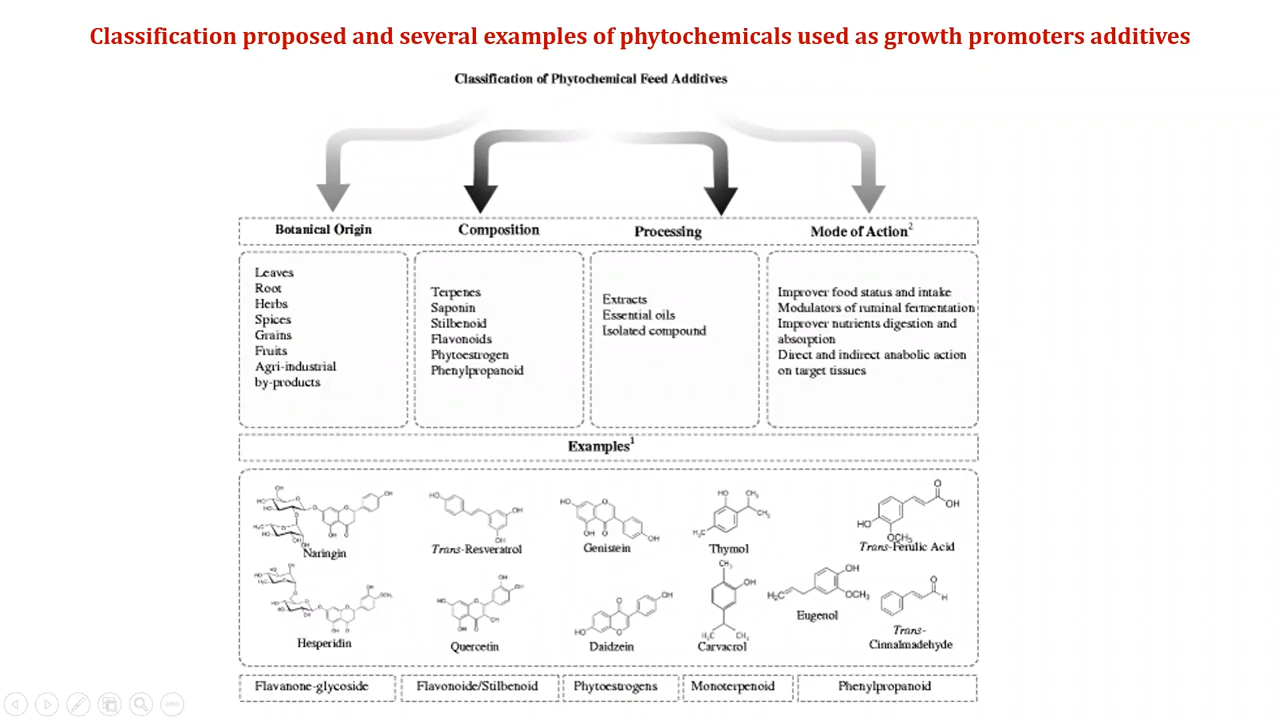 Classification proposed and several examples of phytochemicals used as growth promoters additives
Classification of Phytochemical Feed Additives
Botanical Origin
Composition
Processing
Mode of Action2
Leaves
Root
Herbs
Spices
Grains
Fruits
Agri-industrial
by-products
Terpenes
Saponin
Stilbenoid
Flavonoids
Phytoestrogen
Phenylpropanoid
Extracts
Essential oils
Isolated compound
Improver food status and intake
Modulators of ruminal fermentation
Improver nutrients digestion and
absorption
Direct and indirect anabolic action
on target tissues
Examples1
Naringin
Trans-Resveratrol
Genistein
Thymol
Trans-Ferulic Acid
Hesperidin
Quercetin
Daidzein
Carvacrol
Eugenol
Trans-
Cinnalmadehyde
Flavanone-glycoside
Flavonoide/Stilbenoid
Phytoestrogens
Monoterpenoid
Phenylpropanoid